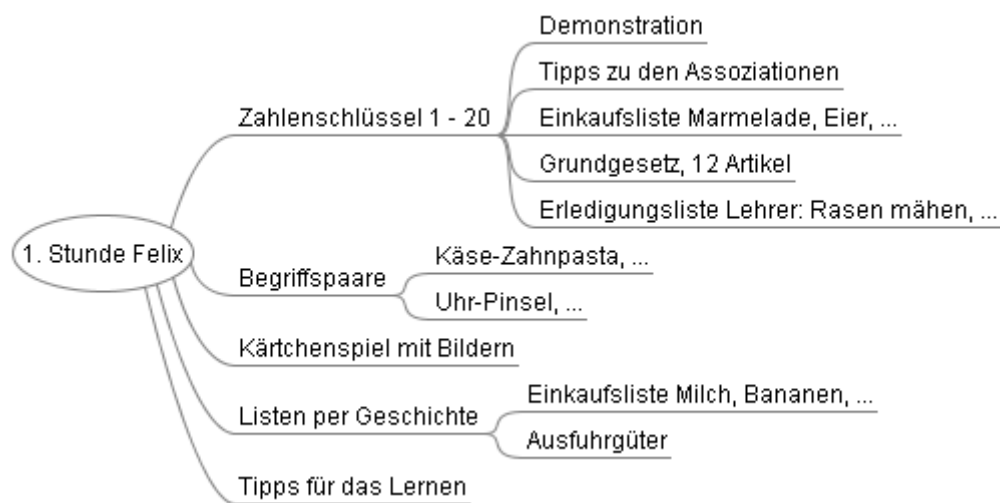 1. Stunde Felix
Zahlenschlüssel 1 - 20
Demonstration
Tipps zu den Assoziationen
Einkaufsliste Marmelade, Eier, ...
Grundgesetz, 12 Artikel
Erledigungsliste Lehrer: Rasen mähen, ...
Begriffspaare
Käse-Zahnpasta, ...
Uhr-Pinsel, ...
Kärtchenspiel mit Bildern
Listen per Geschichte
Einkaufsliste Milch, Bananen, ...
Ausfuhrgüter
Tipps für das Lernen